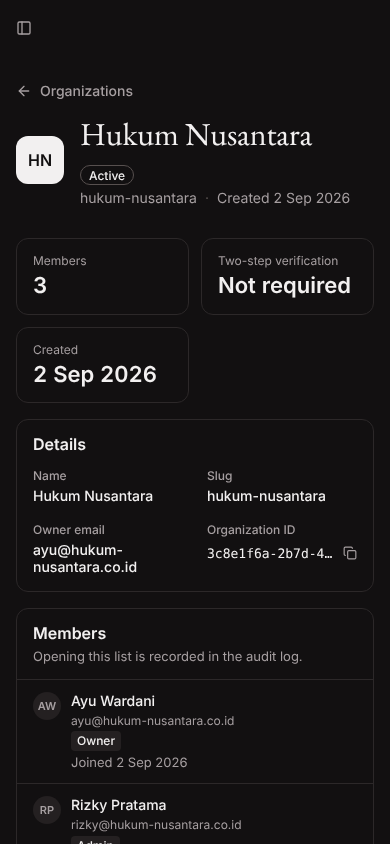 Organizations
HN
Hukum Nusantara
Active
hukum-nusantara · Created 2 Sep 2026
Members
3
Two-step verification
Not required
Created
2 Sep 2026
Details
Name
Hukum Nusantara
Slug
hukum-nusantara
Owner email
ayu@hukum-
nusantara.co.id
Organization ID
3c8e1f6a-2b7d-4…
Members
Opening this list is recorded in the audit log.
AW
Ayu Wardani
ayu@hukum-nusantara.co.id
Owner
Joined 2 Sep 2026
RP
Rizky Pratama
rizky@hukum-nusantara.co.id
Admin